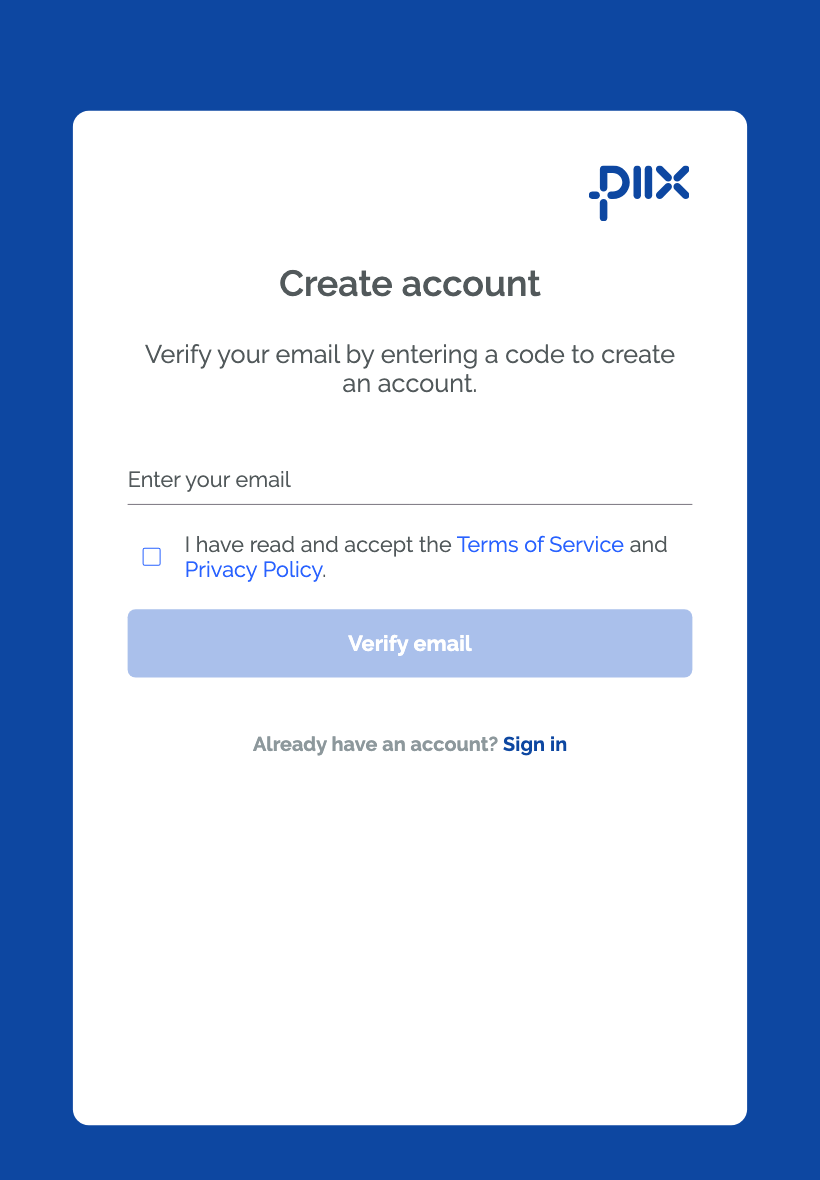 piix
Create account
Verify your email by entering a code to create
an account.
Enter your email
I have read and accept the Terms of Service and
Privacy Policy.
Verify email
Already have an account? Sign in